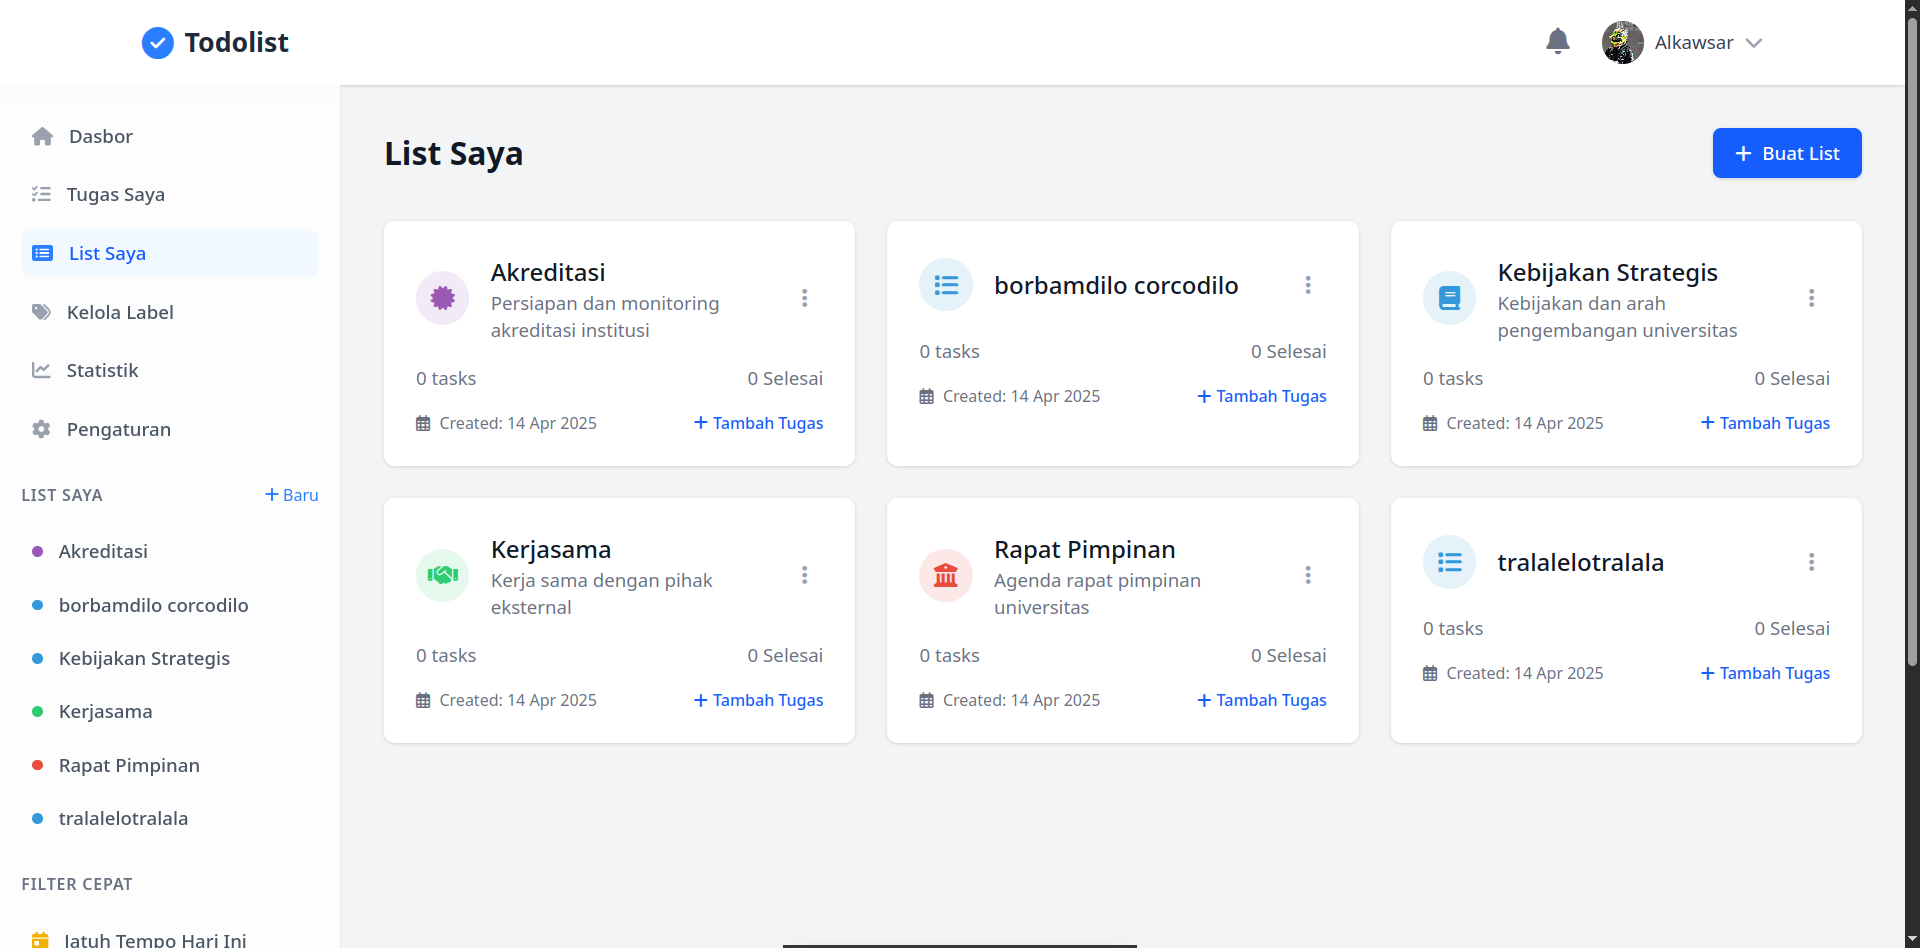 Todolist
Alkawsar
Dasbor
Tugas Saya
List Saya
Kelola Label
Statistik
Pengaturan
LIST SAYA
+ Baru
Akreditasi
borbamdilo corcodilo
Kebijakan Strategis
Kerjasama
Rapat Pimpinan
tralalelotralala
FILTER CEPAT
Jatuh Tempo Hari Ini
List Saya
+ Buat List
Akreditasi
Persiapan dan monitoring
akreditasi institusi
0 tasks
0 Selesai
Created: 14 Apr 2025
+ Tambah Tugas
borbamdilo corcodilo
0 tasks
0 Selesai
Created: 14 Apr 2025
+ Tambah Tugas
Kebijakan Strategis
Kebijakan dan arah
pengembangan universitas
0 tasks
0 Selesai
Created: 14 Apr 2025
+ Tambah Tugas
Kerjasama
Kerja sama dengan pihak
eksternal
0 tasks
0 Selesai
Created: 14 Apr 2025
+ Tambah Tugas
Rapat Pimpinan
Agenda rapat pimpinan
universitas
0 tasks
0 Selesai
Created: 14 Apr 2025
+ Tambah Tugas
tralalelotralala
0 tasks
0 Selesai
Created: 14 Apr 2025
+ Tambah Tugas